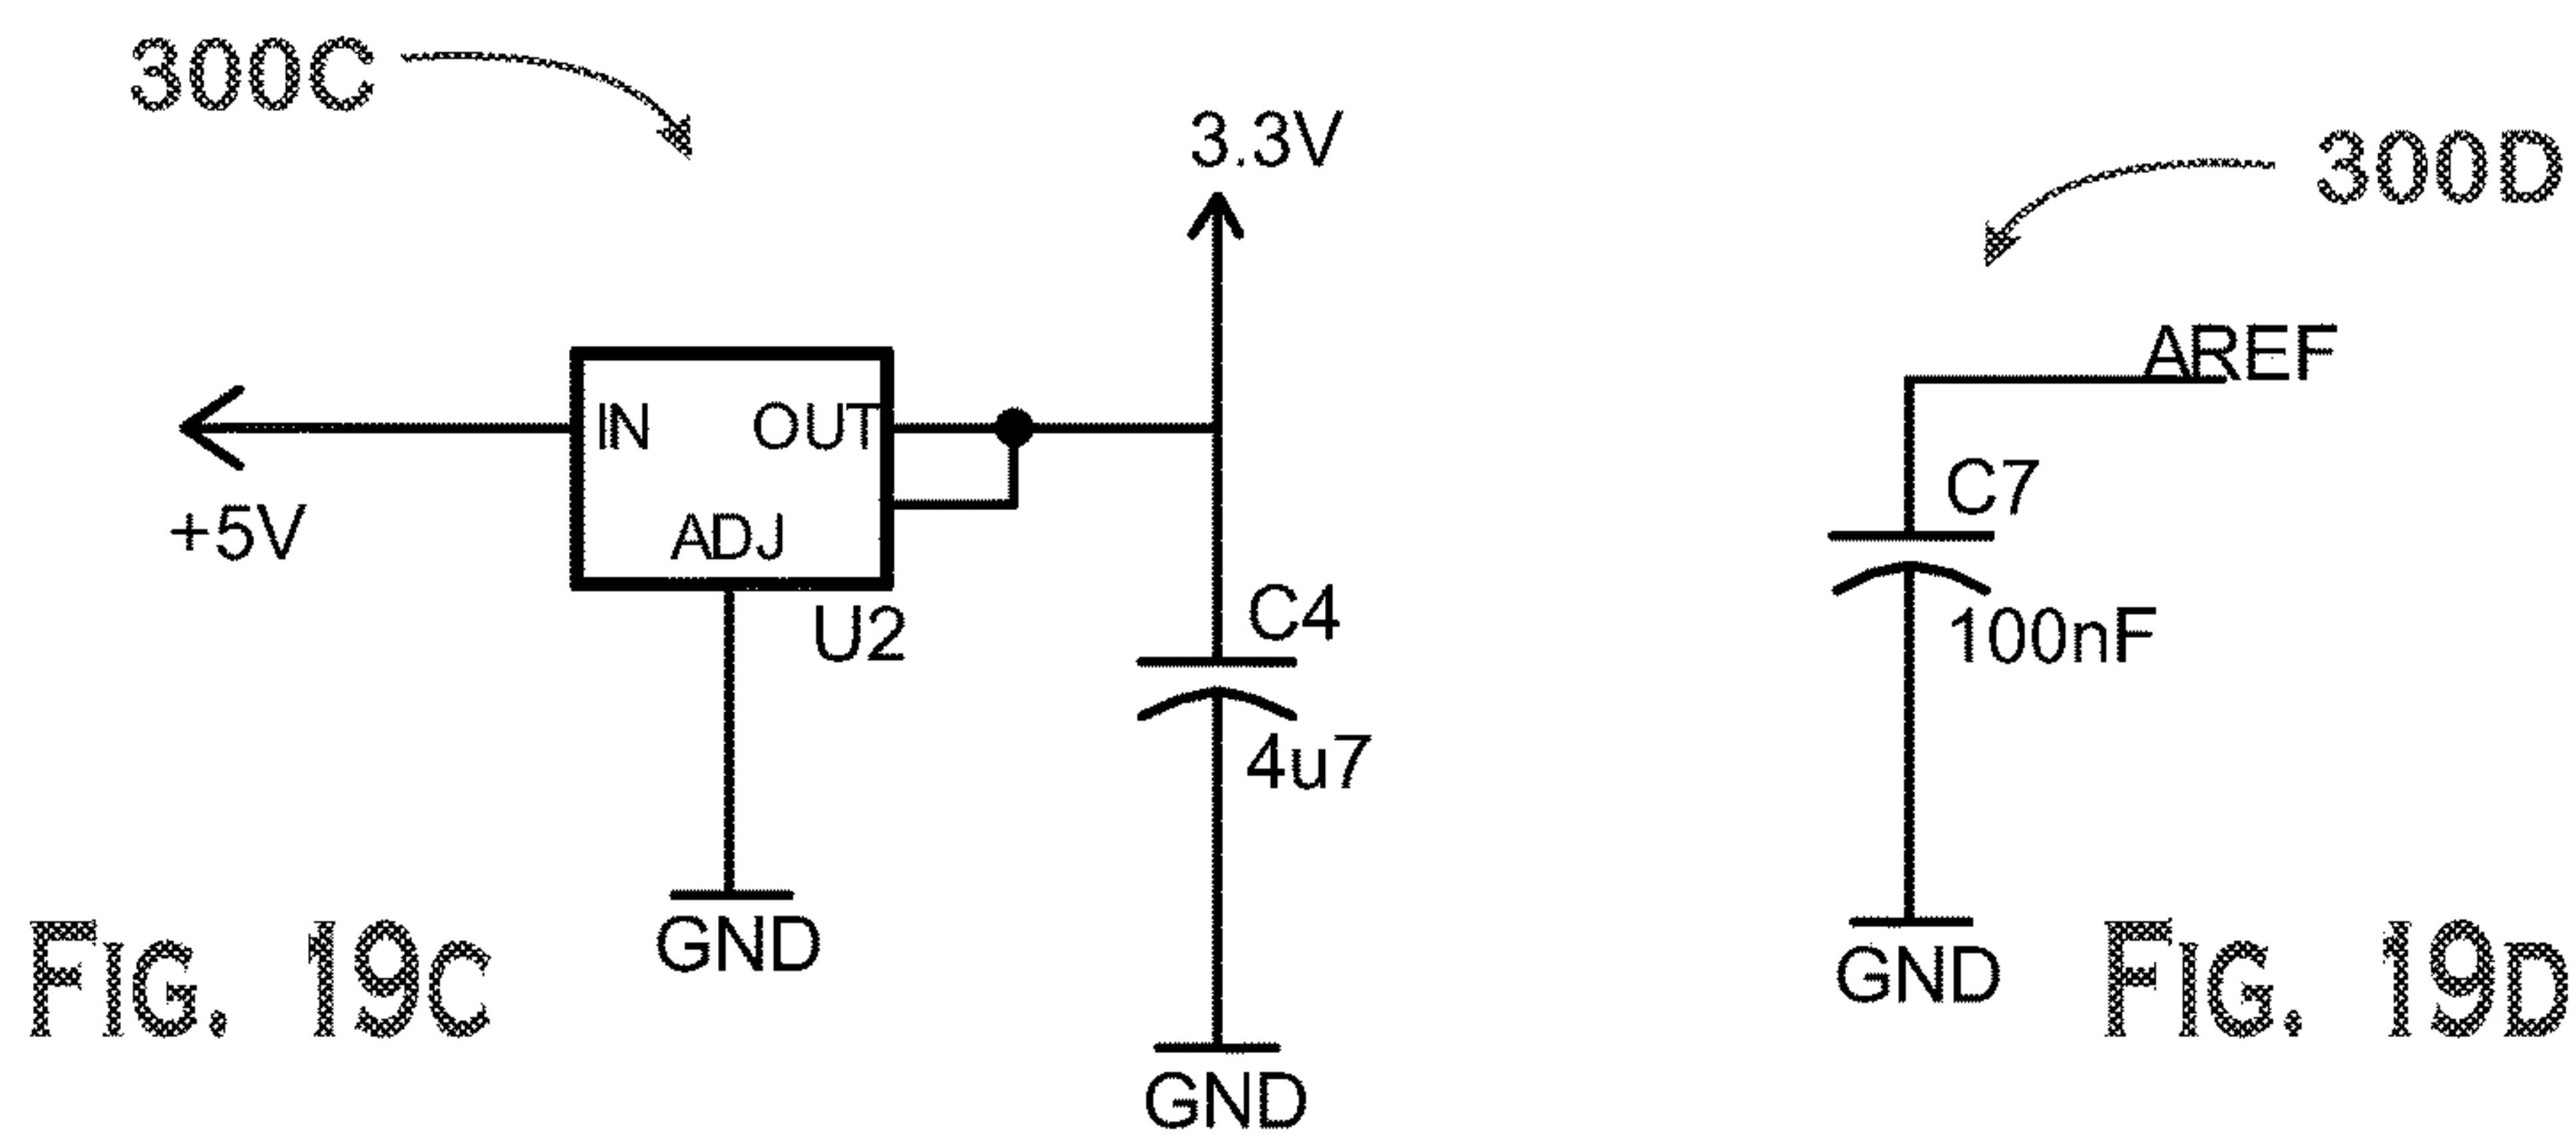 300C
3.3V
300D
AREF
IN OUT
+5V
ADJ
C7
100nF
U2
C4
4u7
GND
GND
GND
FIG. 19C
FIG. 19D